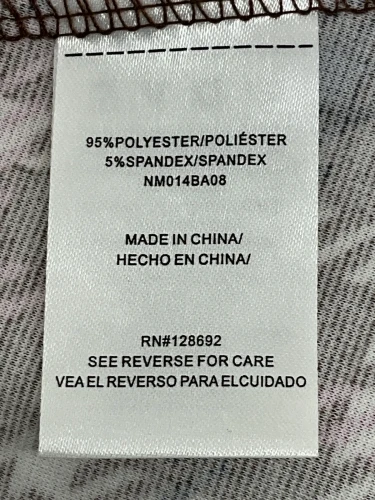 95%POLYESTER/POLIÉSTER
5%SPANDEX/SPANDEX
NM014BA08
MADE IN CHINA/
HECHO EN CHINA/
RN#128692
SEE REVERSE FOR CARE
VEA EL REVERSO PARA ELCUIDADO